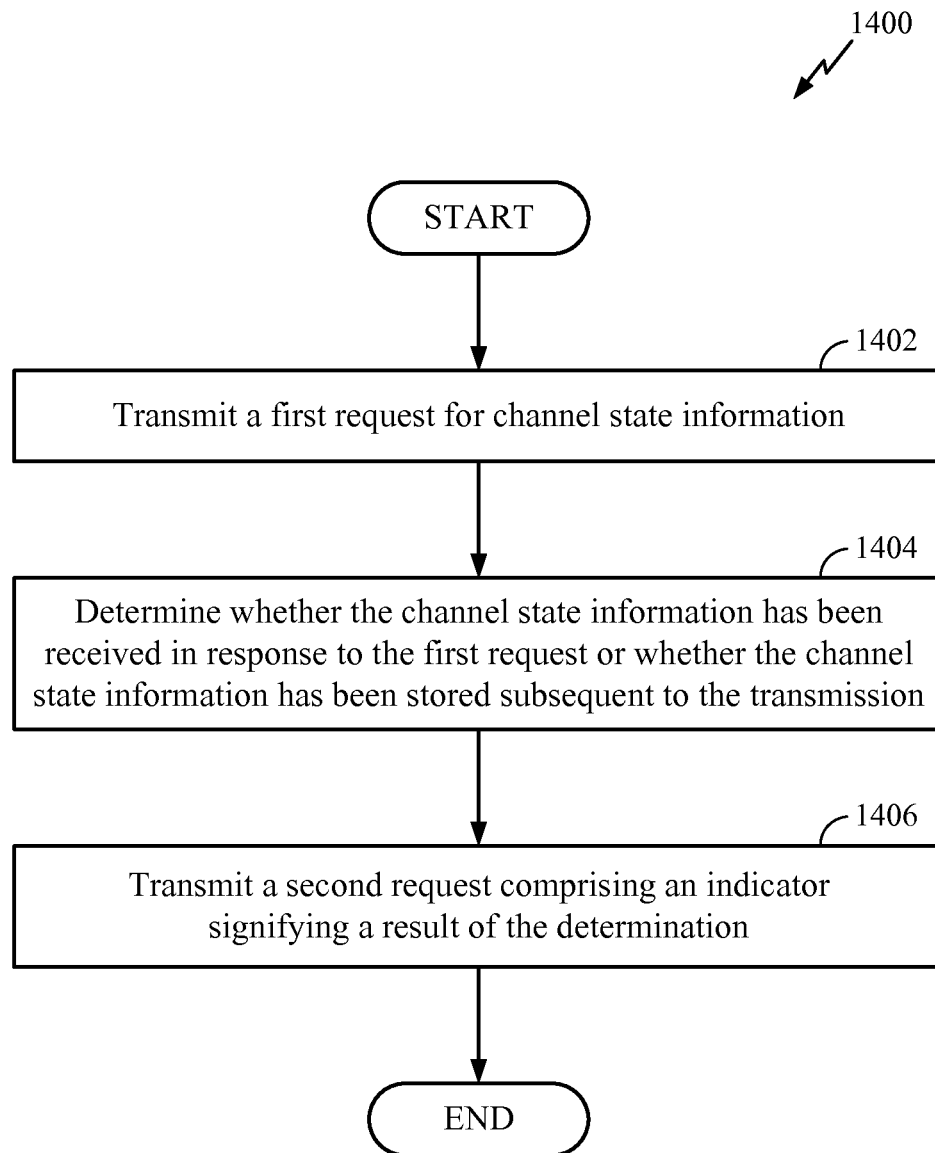 1400
START
1402
Transmit a first request for channel state information
1404
Determine whether the channel state information has been
received in response to the first request or whether the channel
state information has been stored subsequent to the transmission
1406
Transmit a second request comprising an indicator
signifying a result of the determination
END